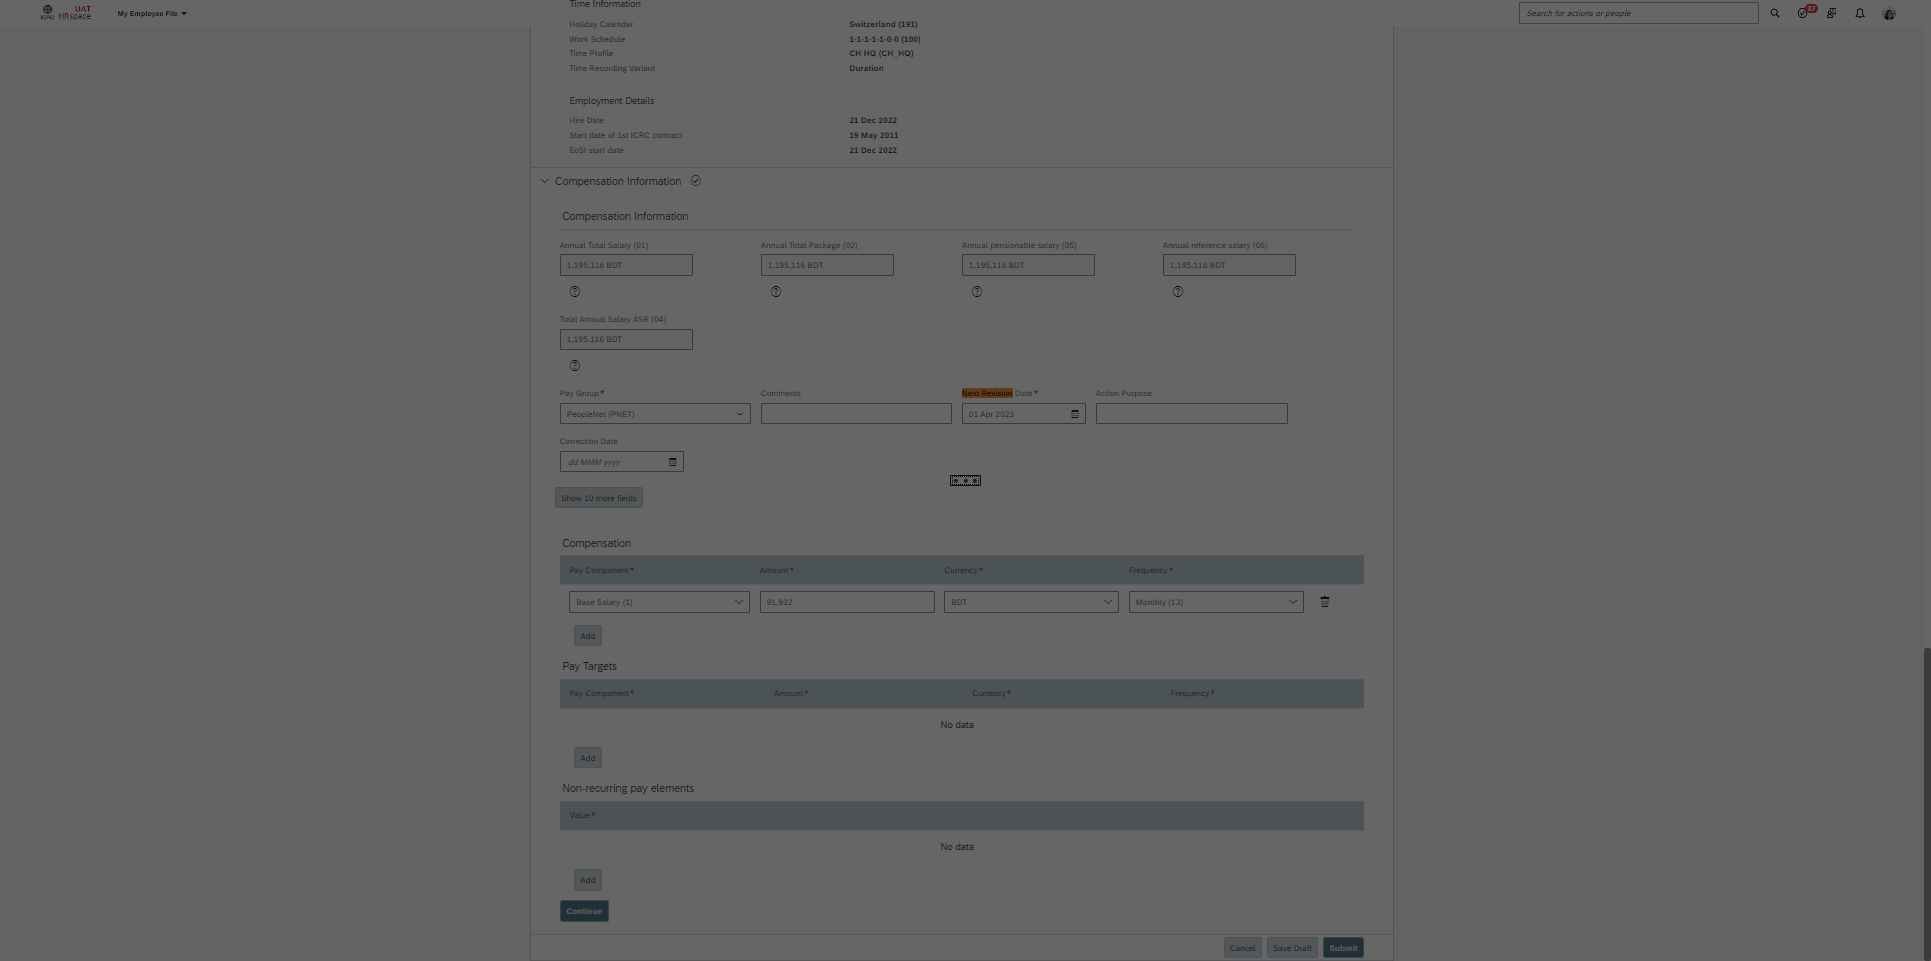 ICRC UAT HRspace My Employee File Search for actions or people 37
Time Information
Holiday Calendar Switzerland (191)
Work Schedule 1-1-1-1-1-0-0 (100)
Time Profile CH HQ (CH_HQ)
Time Recording Variant Duration
Employment Details
Hire Date 21 Dec 2022
Start date of 1st ICRC contract 19 May 2011
EoSI start date 21 Dec 2022
Compensation Information
Compensation Information
Annual Total Salary (01) Annual Total Package (02) Annual pensionable salary (05) Annual reference salary (06)
1,195,116 BDT 1,195,116 BDT 1,195,116 BDT 1,195,116 BDT
Total Annual Salary ASR (04)
1,195,116 BDT
Pay Group* Comments Next Revision Date* Action Purpose
PeopleNet (PNET) 01 Apr 2023
Correction Date
dd MMM yyyy
Show 10 more fields
Compensation
Pay Component* Amount* Currency* Frequency*
Base Salary (1) 91,932 BDT Monthly (13)
Add
Pay Targets
Pay Component* Amount* Currency* Frequency*
No data
Add
Non-recurring pay elements
Value*
No data
Add
Continue
Cancel Save Draft Submit